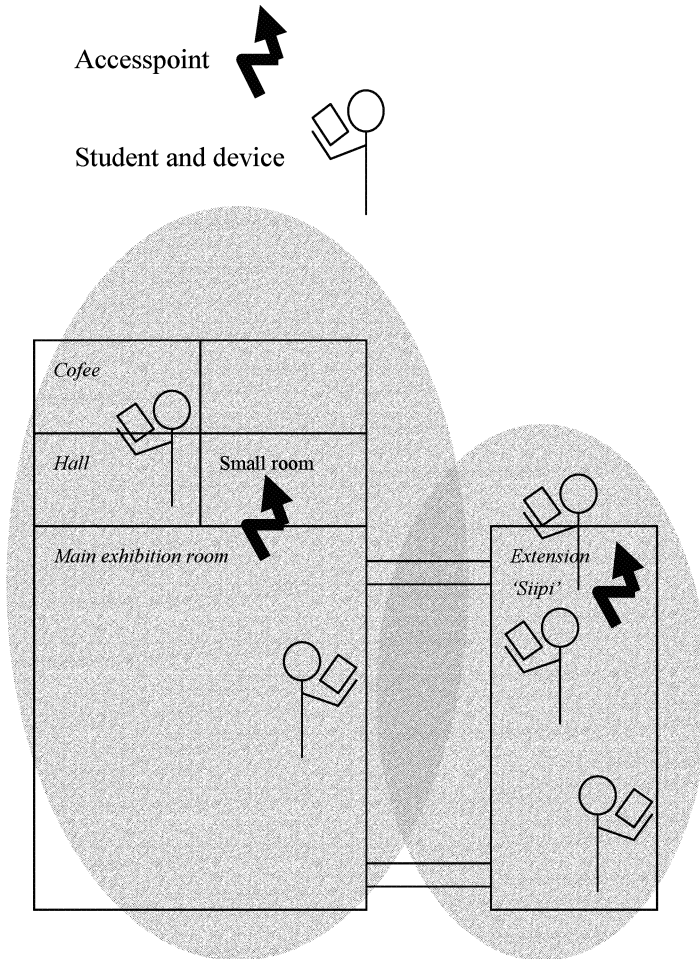 Accesspoint
Student and device
Cofee
Hall
Small room
Main exhibition room
Extension
‘Siipi’